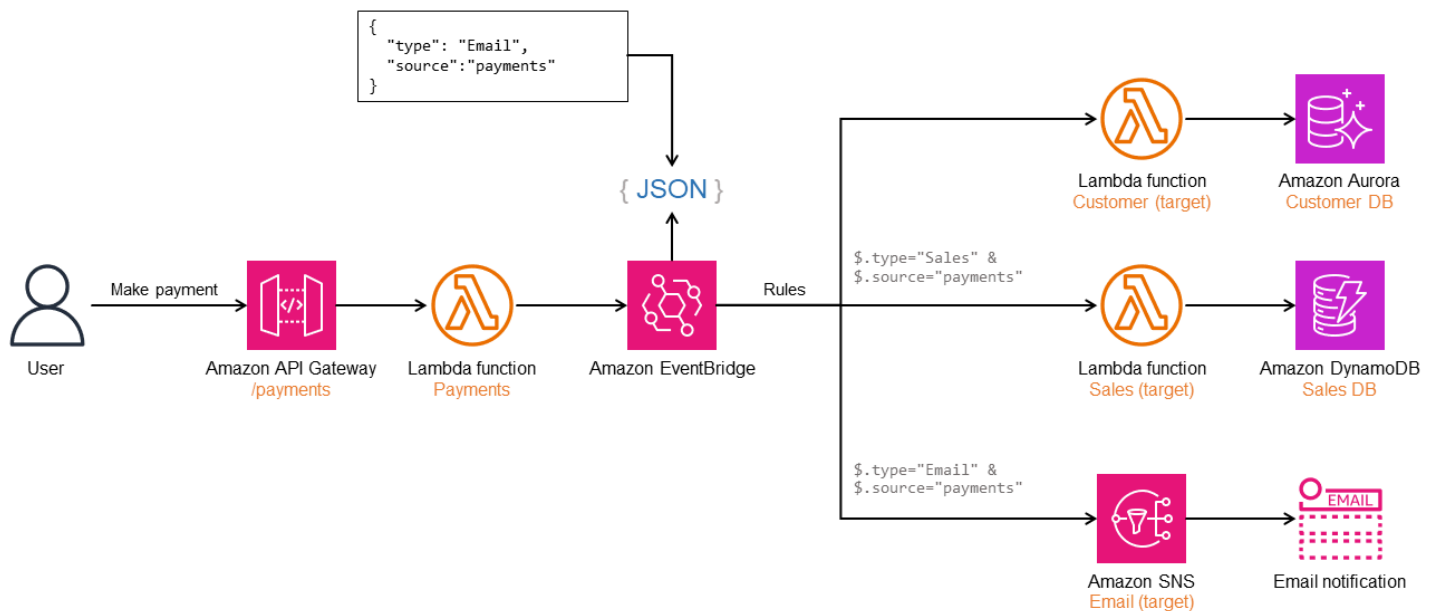 {
"type": "Email",
"source":"payments"
}
{ JSON }
Lambda function
Customer (target)
Amazon Aurora
Customer DB
Make payment
User
Amazon API Gateway
/payments
Lambda function
Payments
Amazon EventBridge
Rules
$.type="Sales" &
$.source="payments"
Lambda function
Sales (target)
Amazon DynamoDB
Sales DB
$.type="Email" &
$.source="payments"
Amazon SNS
Email (target)
EMAIL
Email notification